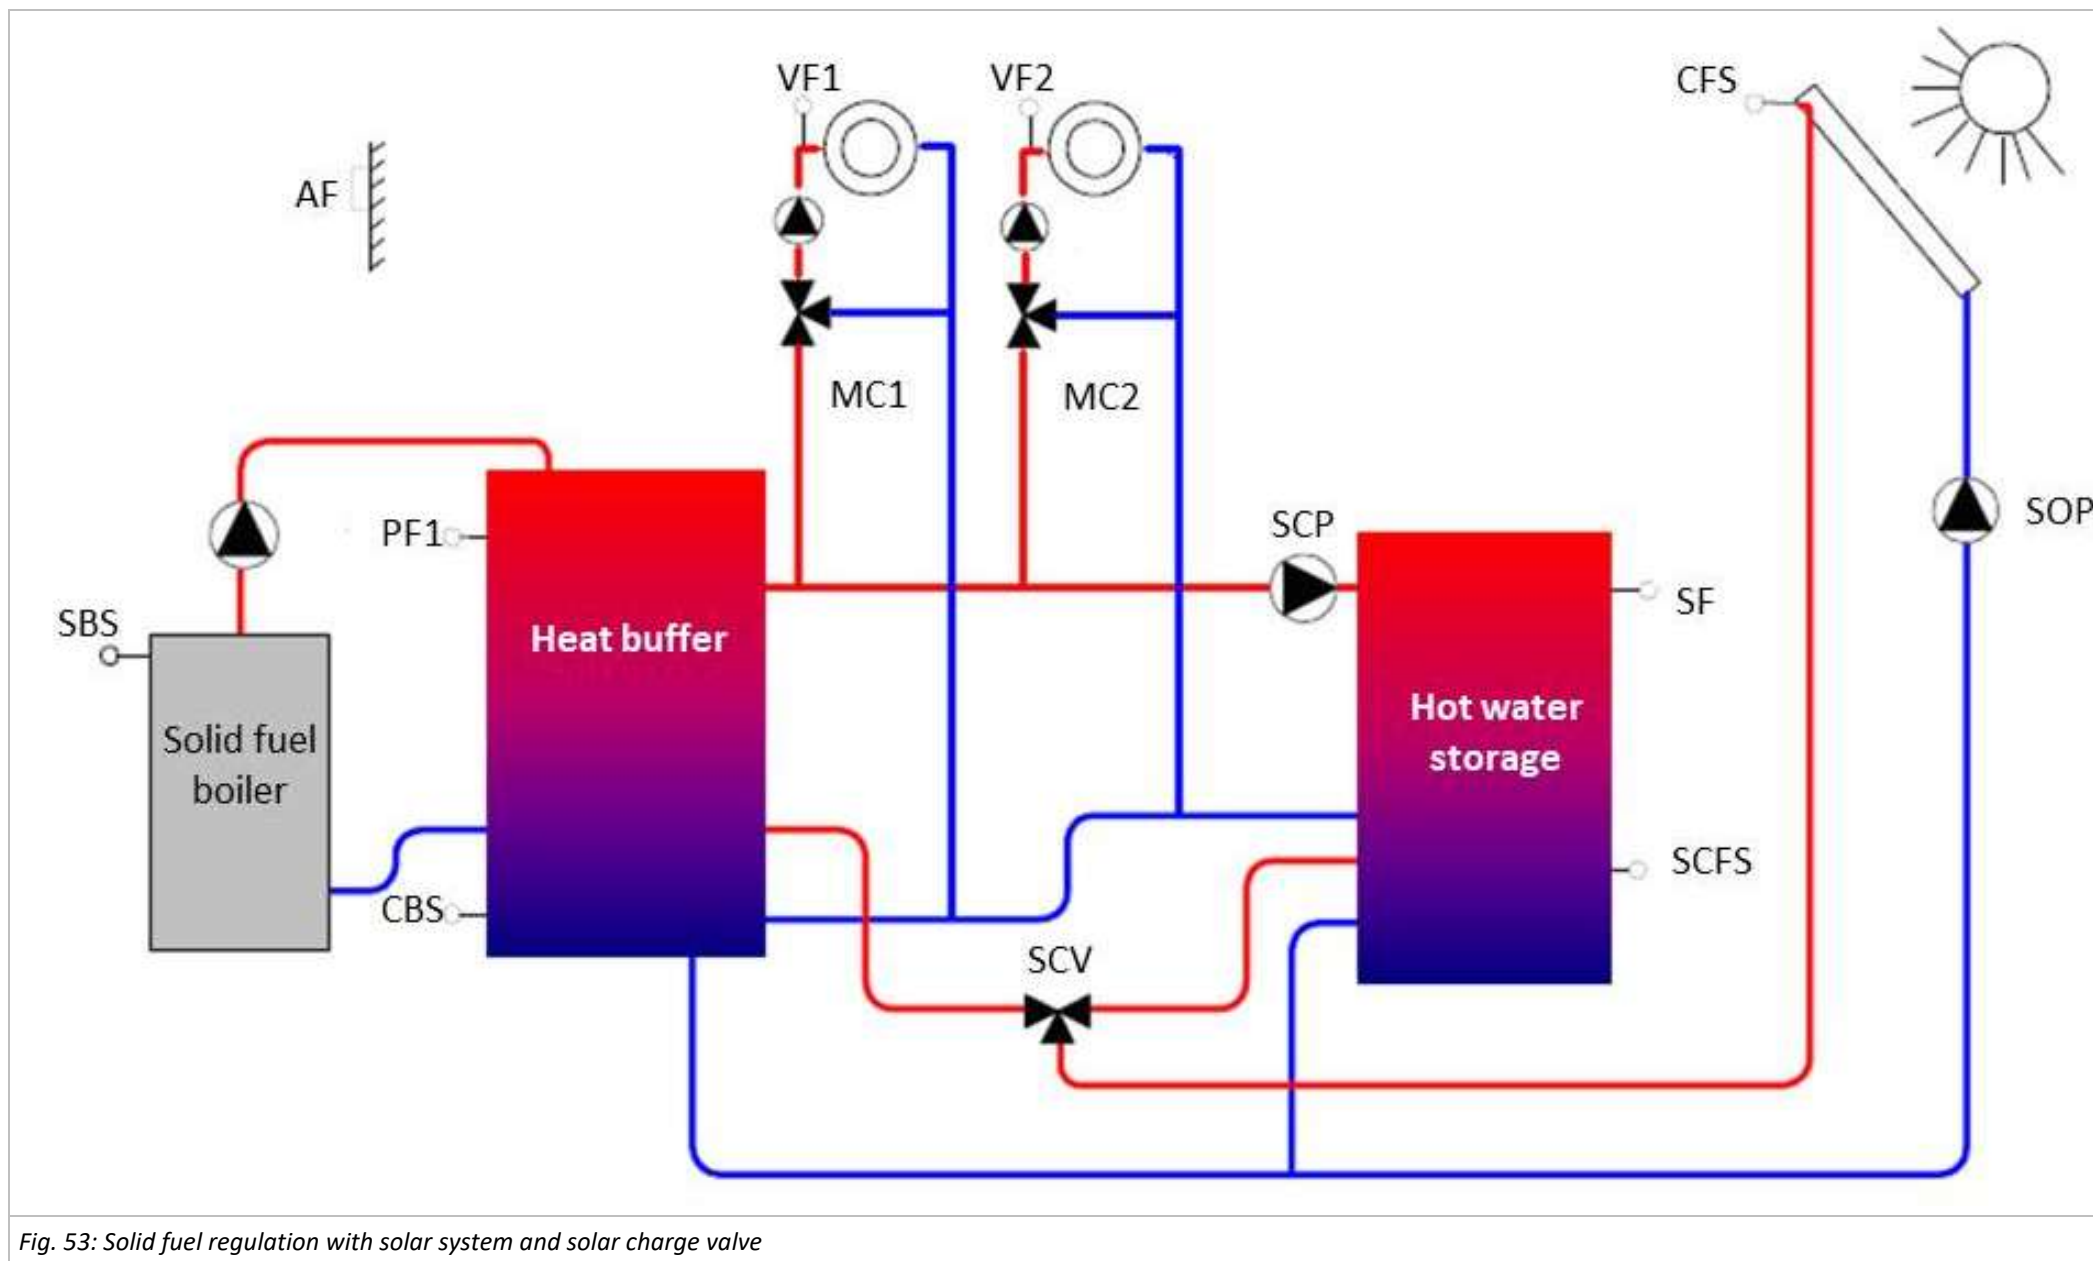 VF1
VF2
CFS
AF
MC1
MC2
PF1
SCP
SOP
SBS
Heat buffer
SF
Solid fuel
boiler
Hot water
storage
CBS
SCFS
SCV
Fig. 53: Solid fuel regulation with solar system and solar charge valve